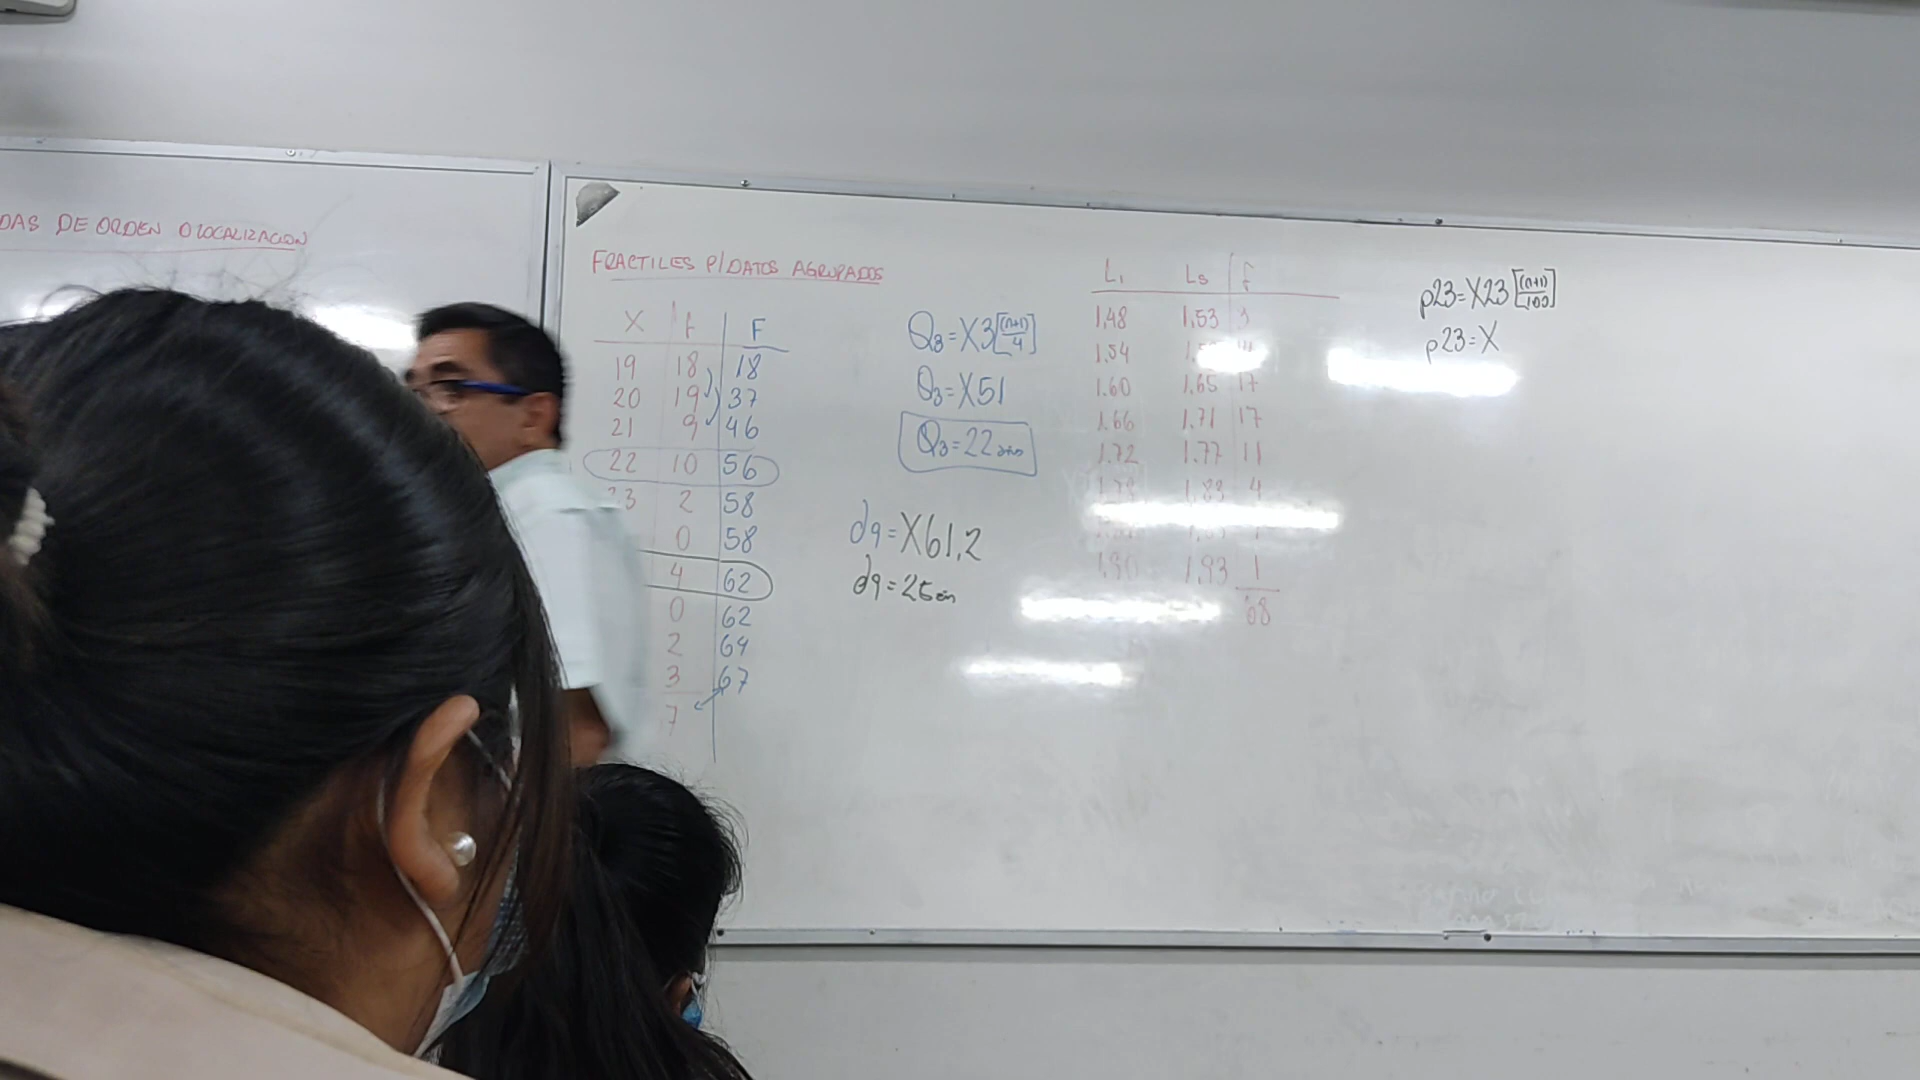 DAS DE ORDEN O LOCALIZACION
FRACTILES P/DATOS AGRUPADOS
X f F
19 18 18
20 19 37
21 9 46
22 10 56
23 2 58
0 58
4 62
0 62
2 64
3 67
7
Q3=X3[(n+1)/4]
Q3=X51
Q3=22 años
d9=X61,2
d9=25
Li Ls f
1.48 1.53 3
1.54
1.60 1.65 17
1.66 1.71 17
1.72 1.77 11
1.78 1.83 4
1.90 1.93 1
68
p23=X23[(n+1)/100]
p23=X